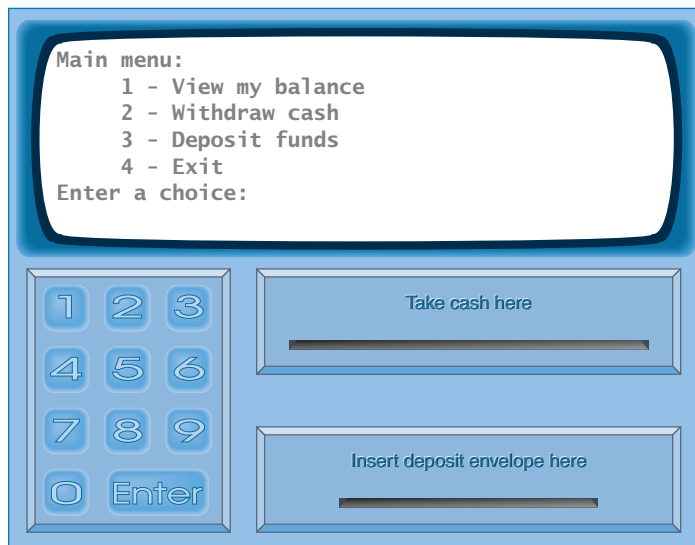 Main menu:
1 - View my balance
2 - Withdraw cash
3 - Deposit funds
4 - Exit
Enter a choice:
1 2 3
4 5 6
7 8 9
0 Enter
Take cash here
Insert deposit envelope here